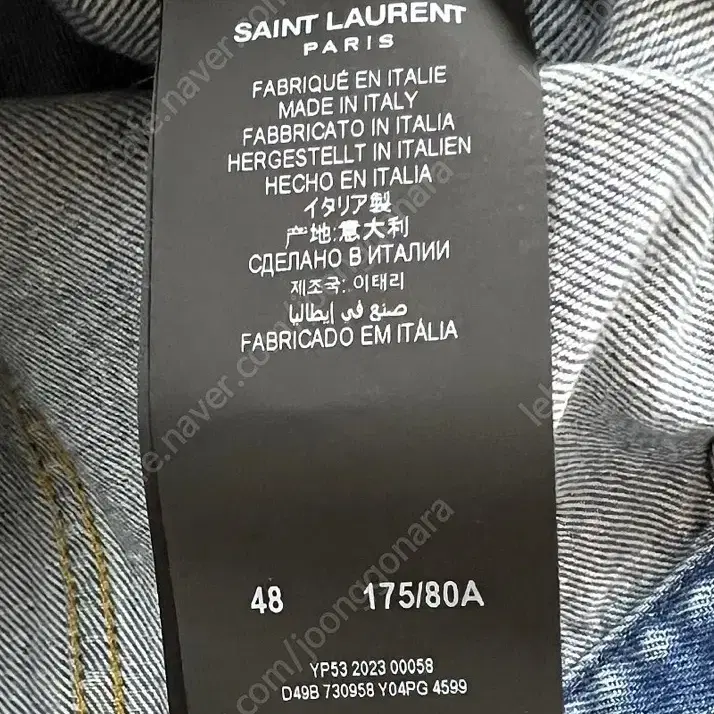 SAINT LAURENT
PARIS
FABRIQUÉ EN ITALIE
MADE IN ITALY
FABBRICATO IN ITALIA
HERGESTELLT IN ITALIEN
HECHO EN ITALIA
イタリア製
产地:意大利
СДЕЛАНО В ИТАЛИИ
제조국: 이태리
صنع في إيطاليا
FABRICADO EM ITÁLIA
48 175/80A
YP53 2023 00058
D49B 730958 Y04PG 4599